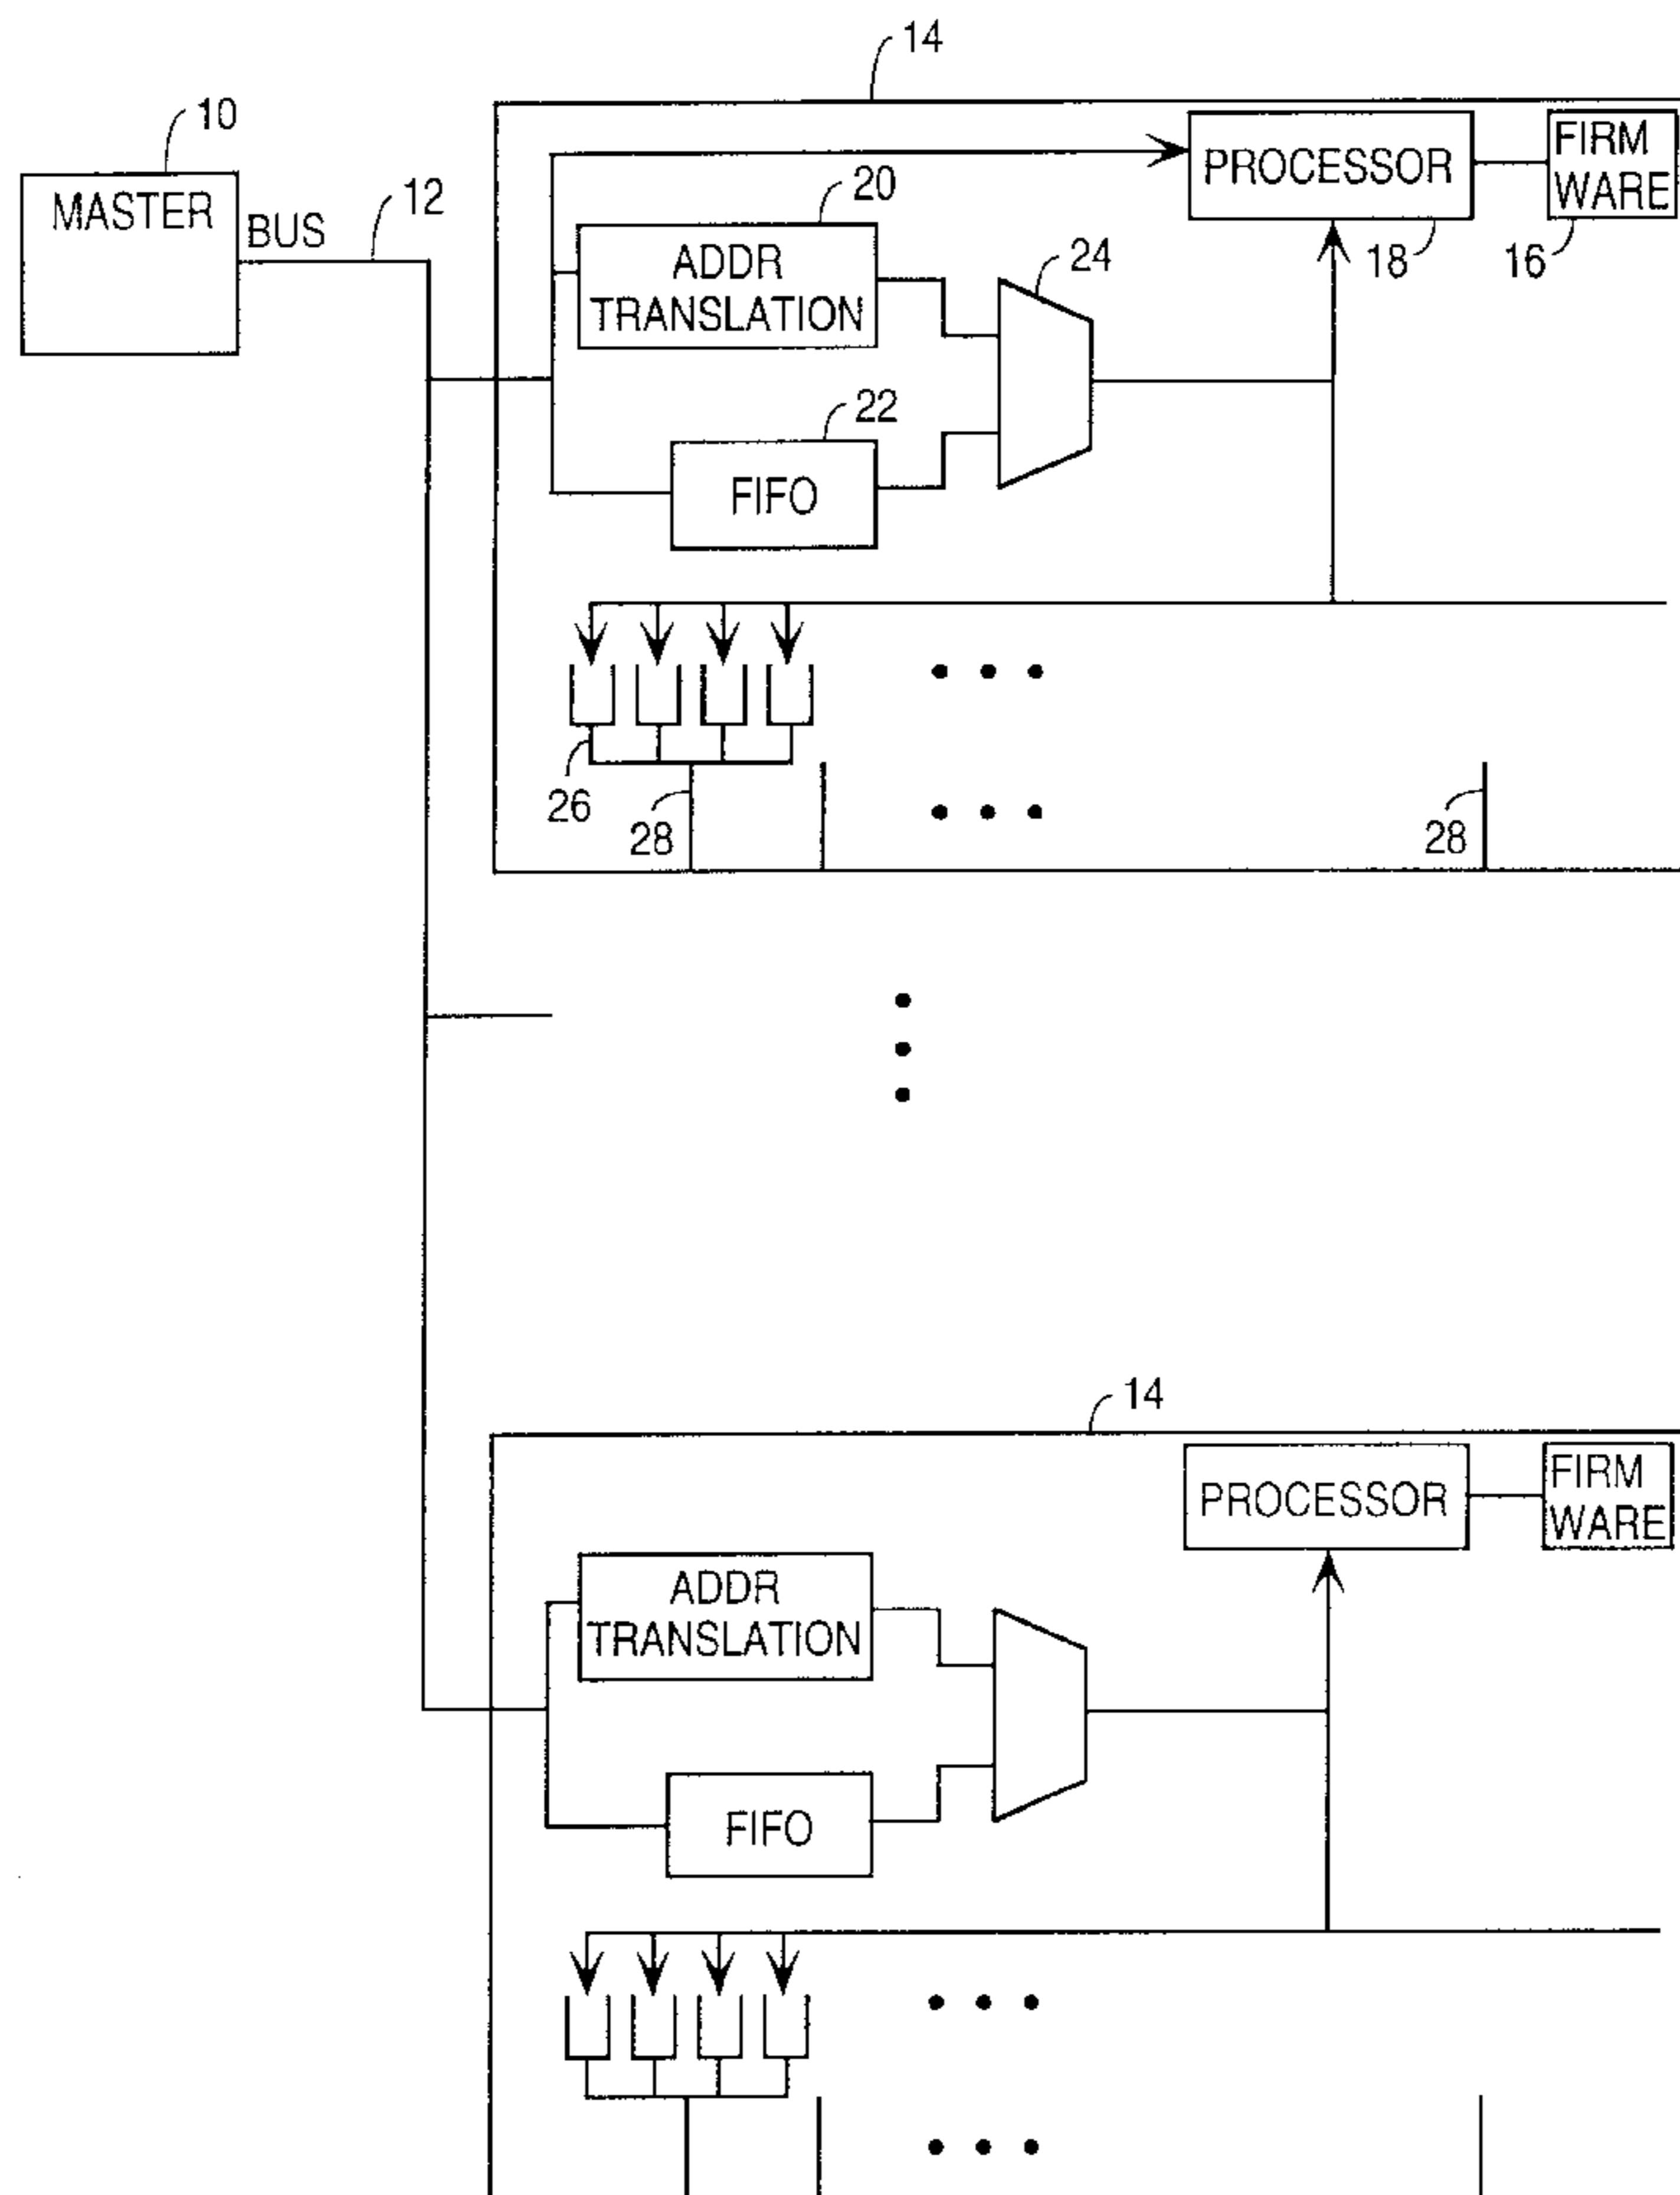 14
10
MASTER
BUS
12
PROCESSOR
FIRM
WARE
20
ADDR
TRANSLATION
24
18
16
22
FIFO
26
28
28
14
PROCESSOR
FIRM
WARE
ADDR
TRANSLATION
FIFO